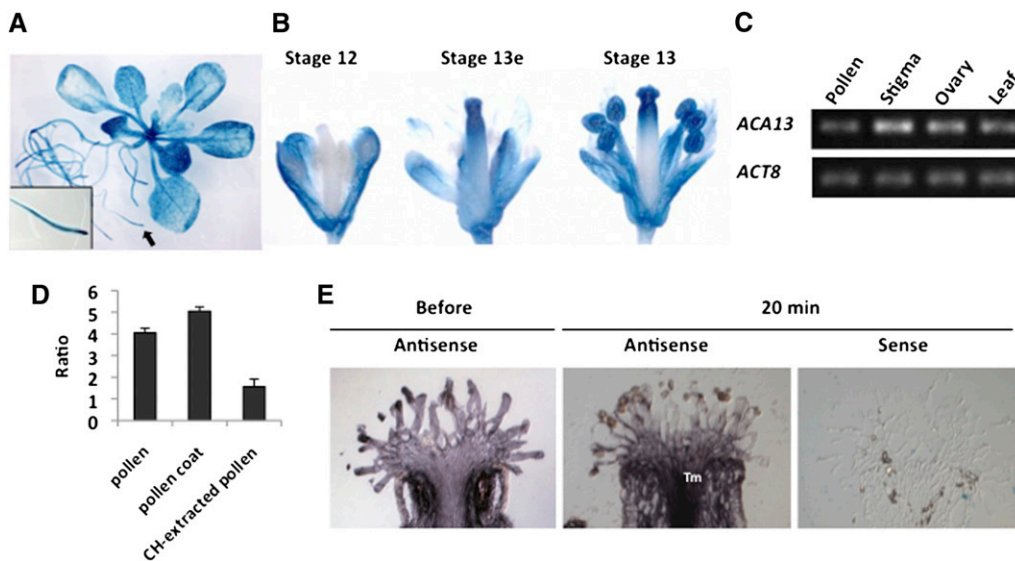 A
B
C
Stage 12
Stage 13e
Stage 13
Pollen
Stigma
Ovary
Leaf
ACA13
ACT8
D
Ratio
6
5
4
3
2
1
0
pollen
pollen coat
CH-extracted pollen
E
Before
20 min
Antisense
Antisense
Sense
Tm